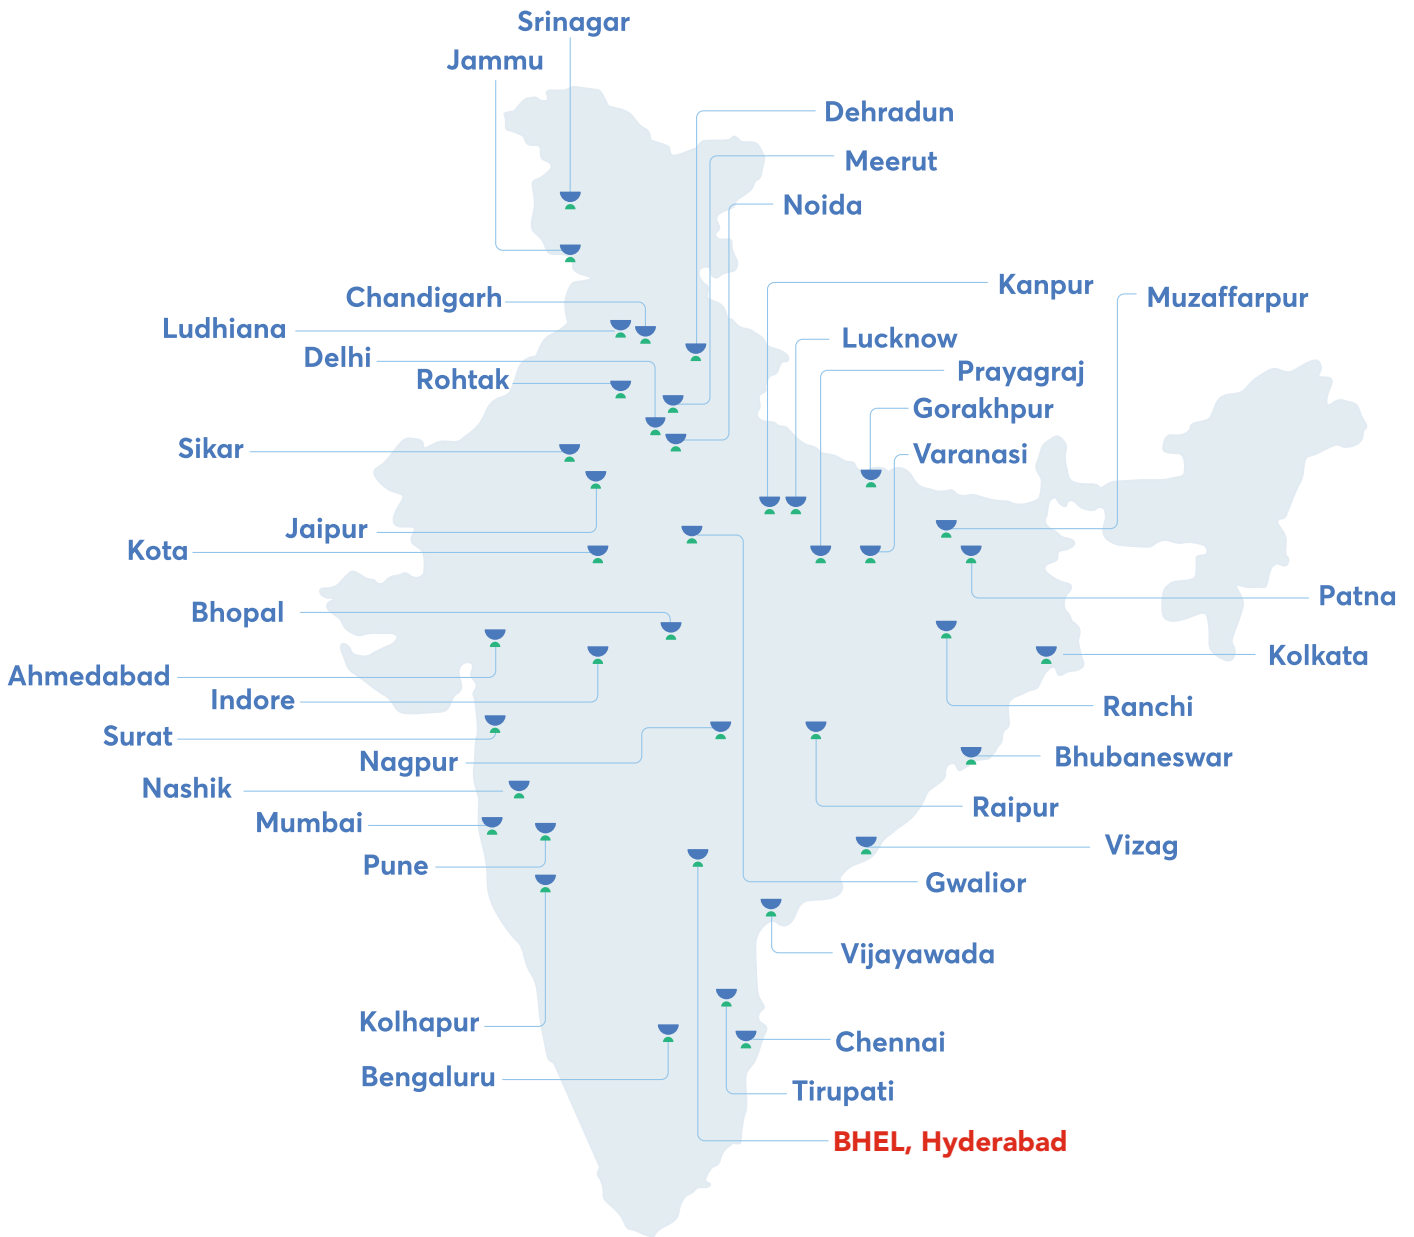 Srinagar
Jammu
Dehradun
Meerut
Noida
Kanpur
Chandigarh
Muzaffarpur
Ludhiana
Lucknow
Delhi
Prayagraj
Rohtak
Gorakhpur
Sikar
Varanasi
Jaipur
Kota
Patna
Bhopal
Kolkata
Ahmedabad
Indore
Ranchi
Surat
Nagpur
Bhubaneswar
Nashik
Raipur
Mumbai
Vizag
Pune
Gwalior
Vijayawada
Kolhapur
Chennai
Bengaluru
Tirupati
BHEL, Hyderabad